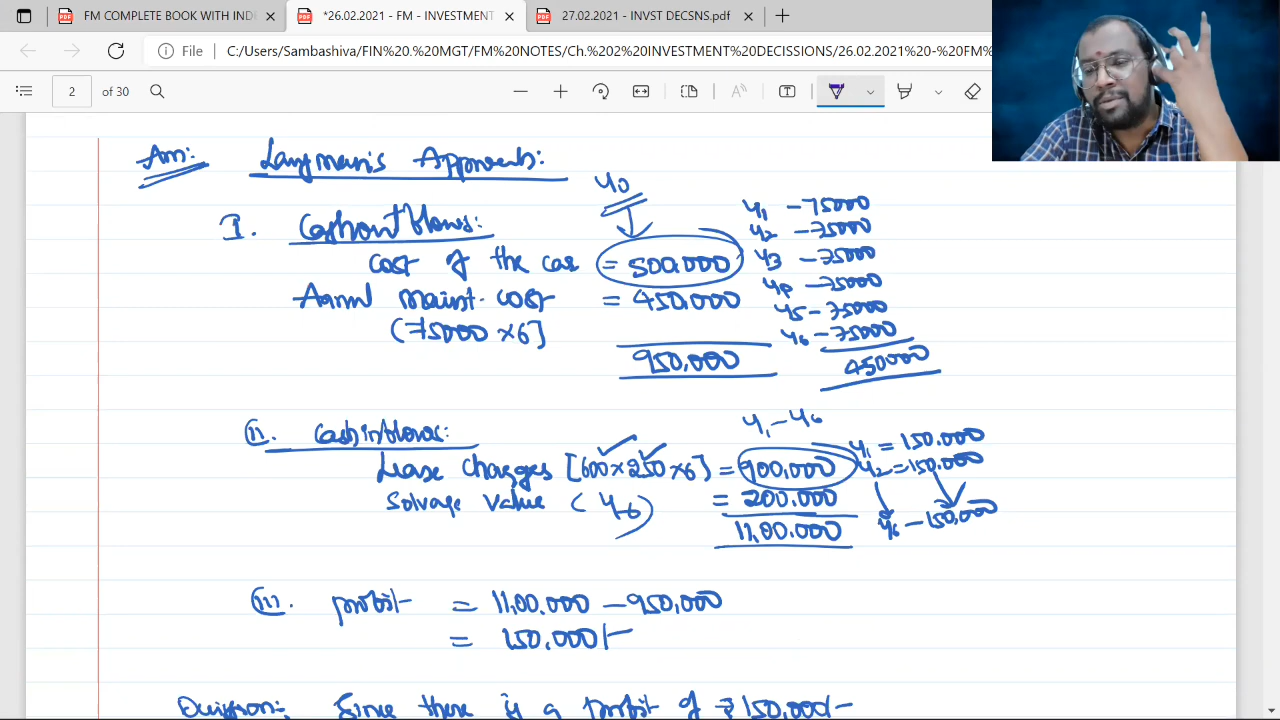 FM COMPLETE BOOK WITH INDE
*26.02.2021 - FM - INVESTMENT
27.02.2021 - INVST DECSNS.pdf
File
C:/Users/Sambashiva/FIN%20.%20MGT/FM%20NOTES/Ch.%202%20INVESTMENT%20DECISSIONS/26.02.2021%20-%20FM%
2 of 30
Ans: Laymen's Approach:
Y0
I. Cashout flows:
Cost of the car = 500,000
Annual maint. cost = 450,000
(75000 × 6]
950,000
Y1 - 75000
Y2 - 75000
Y3 - 75000
Y4 - 75000
Y5 - 75000
Y6 - 75000
450000
II. Cash inflows:
Y1 - Y6
Lease charges [600×250×6] = 900,000
Solvage value (Y6) = 200.000
11,00.000
Y1 = 150.000
Y2 = 150.000
Y6 - 150,000
III. profit = 11,00.000 - 950,000
= 150,000/-
Decision: Since there is a profit of ₹150,000/-